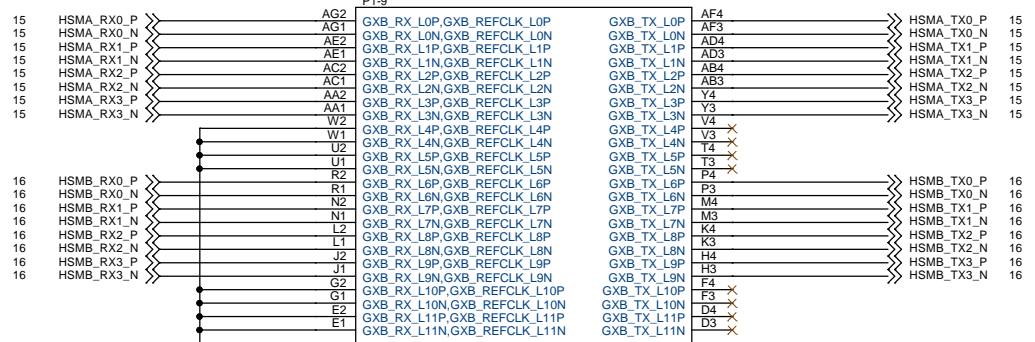 P1-9
15 HSMA_RX0_P AG2 GXB_RX_L0P,GXB_REFCLK_L0P GXB_TX_L0P AF4 HSMA_TX0_P 15
15 HSMA_RX0_N AG1 GXB_RX_L0N,GXB_REFCLK_L0N GXB_TX_L0N AF3 HSMA_TX0_N 15
15 HSMA_RX1_P AE2 GXB_RX_L1P,GXB_REFCLK_L1P GXB_TX_L1P AD4 HSMA_TX1_P 15
15 HSMA_RX1_N AE1 GXB_RX_L1N,GXB_REFCLK_L1N GXB_TX_L1N AD3 HSMA_TX1_N 15
15 HSMA_RX2_P AC2 GXB_RX_L2P,GXB_REFCLK_L2P GXB_TX_L2P AB4 HSMA_TX2_P 15
15 HSMA_RX2_N AC1 GXB_RX_L2N,GXB_REFCLK_L2N GXB_TX_L2N AB3 HSMA_TX2_N 15
15 HSMA_RX3_P AA2 GXB_RX_L3P,GXB_REFCLK_L3P GXB_TX_L3P Y4 HSMA_TX3_P 15
15 HSMA_RX3_N AA1 GXB_RX_L3N,GXB_REFCLK_L3N GXB_TX_L3N Y3 HSMA_TX3_N 15
W2 GXB_RX_L4P,GXB_REFCLK_L4P GXB_TX_L4P V4
W1 GXB_RX_L4N,GXB_REFCLK_L4N GXB_TX_L4N V3
U2 GXB_RX_L5P,GXB_REFCLK_L5P GXB_TX_L5P T4
U1 GXB_RX_L5N,GXB_REFCLK_L5N GXB_TX_L5N T3
16 HSMB_RX0_P R2 GXB_RX_L6P,GXB_REFCLK_L6P GXB_TX_L6P P4 HSMB_TX0_P 16
16 HSMB_RX0_N R1 GXB_RX_L6N,GXB_REFCLK_L6N GXB_TX_L6N P3 HSMB_TX0_N 16
16 HSMB_RX1_P N2 GXB_RX_L7P,GXB_REFCLK_L7P GXB_TX_L7P M4 HSMB_TX1_P 16
16 HSMB_RX1_N N1 GXB_RX_L7N,GXB_REFCLK_L7N GXB_TX_L7N M3 HSMB_TX1_N 16
16 HSMB_RX2_P L2 GXB_RX_L8P,GXB_REFCLK_L8P GXB_TX_L8P K4 HSMB_TX2_P 16
16 HSMB_RX2_N L1 GXB_RX_L8N,GXB_REFCLK_L8N GXB_TX_L8N K3 HSMB_TX2_N 16
16 HSMB_RX3_P J2 GXB_RX_L9P,GXB_REFCLK_L9P GXB_TX_L9P H4 HSMB_TX3_P 16
16 HSMB_RX3_N J1 GXB_RX_L9N,GXB_REFCLK_L9N GXB_TX_L9N H3 HSMB_TX3_N 16
G2 GXB_RX_L10P,GXB_REFCLK_L10P GXB_TX_L10P F4
G1 GXB_RX_L10N,GXB_REFCLK_L10N GXB_TX_L10N F3
E2 GXB_RX_L11P,GXB_REFCLK_L11P GXB_TX_L11P D4
E1 GXB_RX_L11N,GXB_REFCLK_L11N GXB_TX_L11N D3